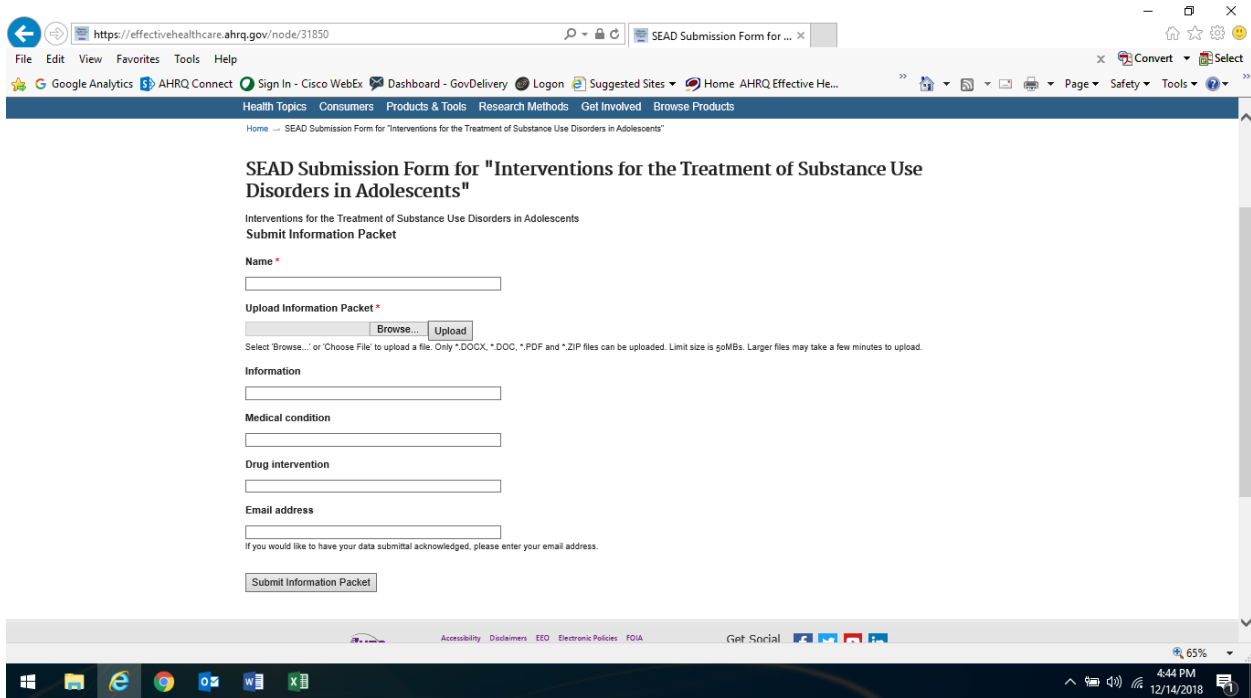 https://effectivehealthcare.ahrq.gov/node/31850
SEAD Submission Form for ...
File Edit View Favorites Tools Help
Convert Select
Google Analytics AHRQ Connect Sign In - Cisco WebEx Dashboard - GovDelivery Logon Suggested Sites Home AHRQ Effective He... Page Safety Tools
Health Topics Consumers Products & Tools Research Methods Get Involved Browse Products
Home — SEAD Submission Form for "Interventions for the Treatment of Substance Use Disorders in Adolescents"
SEAD Submission Form for "Interventions for the Treatment of Substance Use
Disorders in Adolescents"
Interventions for the Treatment of Substance Use Disorders in Adolescents
Submit Information Packet
Name *
Upload Information Packet *
Browse... Upload
Select 'Browse...' or 'Choose File' to upload a file. Only *.DOCX, *.DOC, *.PDF and *.ZIP files can be uploaded. Limit size is 50MBs. Larger files may take a few minutes to upload.
Information
Medical condition
Drug intervention
Email address
If you would like to have your data submittal acknowledged, please enter your email address.
Submit Information Packet
Accessibility Disclaimers EEO Electronic Policies FOIA Get Social
65%
4:44 PM
12/14/2018